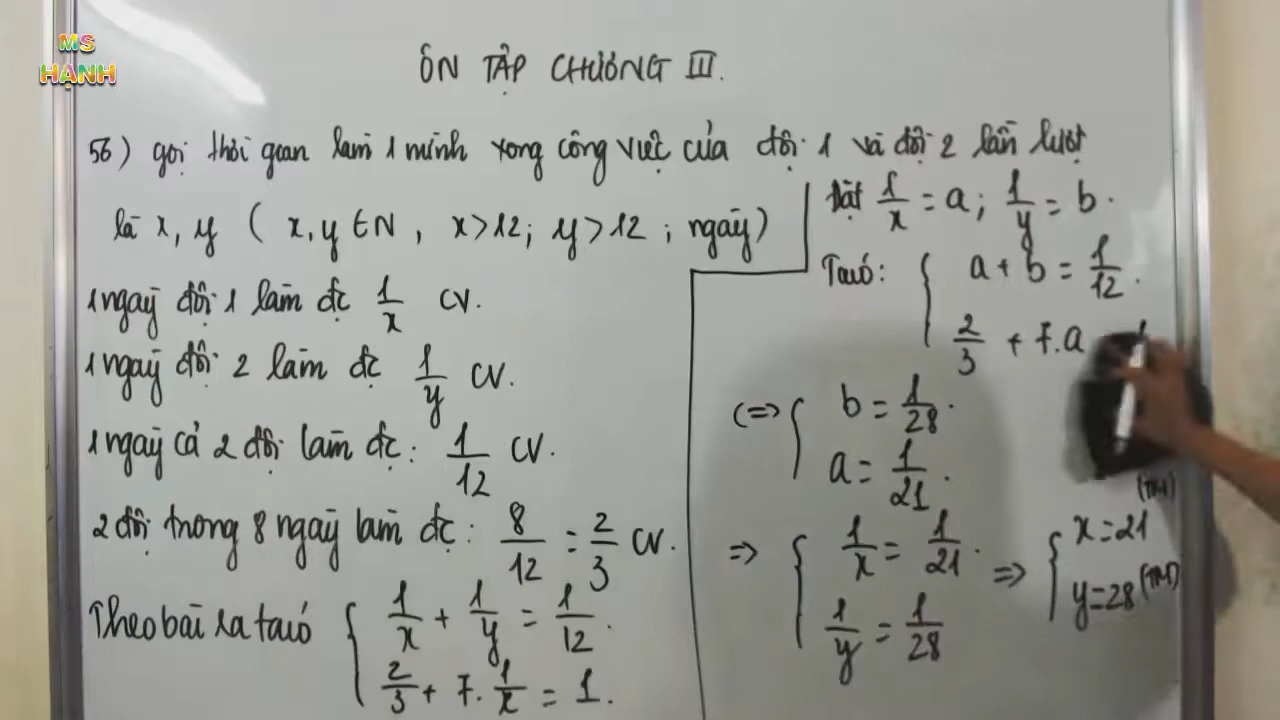 MS
HẠNH
ÔN TẬP CHƯƠNG III.
56) gọi thời gian làm 1 mình xong công việc của đội 1 và đội 2 lần lượt
là x, y ( x, y ∈ N , x > 12; y > 12 ; ngày)
1 ngày đội 1 làm đc 1/x CV.
1 ngày đội 2 làm đc 1/y CV.
1 ngày cả 2 đội làm đc: 1/12 CV.
2 đội trong 8 ngày làm đc: 8/12 = 2/3 CV.
Theo bài ra ta có { 1/x + 1/y = 1/12.
2/3 + 7. 1/x = 1.
Đặt 1/x = a; 1/y = b.
Ta có: { a + b = 1/12.
2/3 + 7.a
<=> { b = 1/28.
a = 1/21.
=> { 1/x = 1/21. => { x = 21 (TM)
1/y = 1/28 y = 28 (TM)